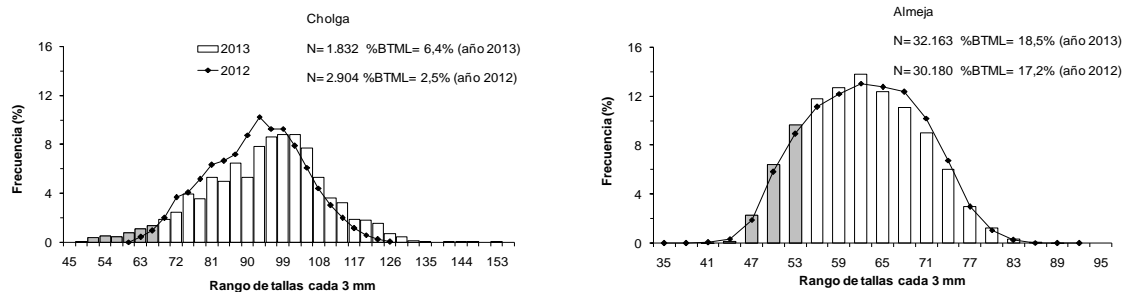 Cholga
2013
2012
N= 1.832 %BTML= 6,4% (año 2013)
N= 2.904 %BTML= 2,5% (año 2012)
16
12
8
4
0
Frecuencia (%)
45 54 63 72 81 90 99 108 117 126 135 144 153
Rango de tallas cada 3 mm
Almeja
N= 32.163 %BTML= 18,5% (año 2013)
N= 30.180 %BTML= 17,2% (año 2012)
16
12
8
4
0
Frecuencia (%)
35 41 47 53 59 65 71 77 83 89 95
Rango de tallas cada 3 mm